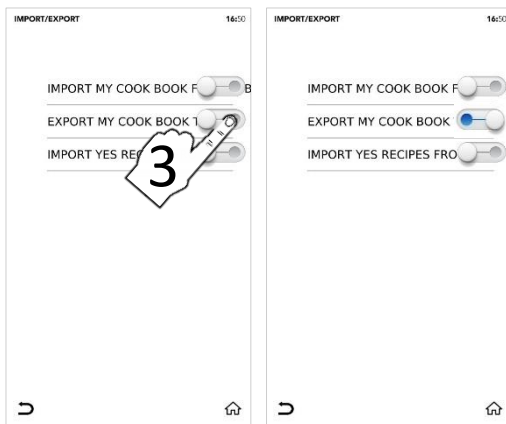 IMPORT/EXPORT 16:50
IMPORT MY COOK BOOK F B
EXPORT MY COOK BOOK T
IMPORT YES REC
3
IMPORT/EXPORT 16:50
IMPORT MY COOK BOOK F
EXPORT MY COOK BOOK
IMPORT YES RECIPES FRO